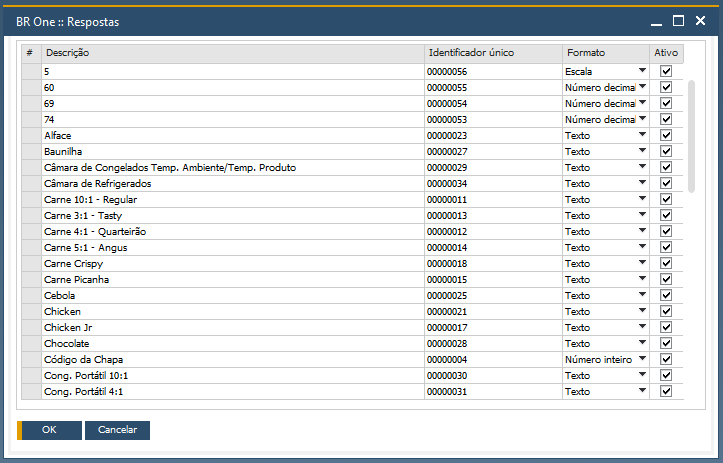 BR One :: Respostas
# Descrição Identificador único Formato Ativo
5 00000056 Escala
60 00000055 Número decimal
69 00000054 Número decimal
74 00000053 Número decimal
Alface 00000023 Texto
Baunilha 00000027 Texto
Câmara de Congelados Temp. Ambiente/Temp. Produto 00000029 Texto
Câmara de Refrigerados 00000034 Texto
Carne 10:1 - Regular 00000011 Texto
Carne 3:1 - Tasty 00000013 Texto
Carne 4:1 - Quarteirão 00000012 Texto
Carne 5:1 - Angus 00000014 Texto
Carne Crispy 00000018 Texto
Carne Picanha 00000015 Texto
Cebola 00000025 Texto
Chicken 00000021 Texto
Chicken Jr 00000017 Texto
Chocolate 00000028 Texto
Código da Chapa 00000004 Número inteiro
Cong. Portátil 10:1 00000030 Texto
Cong. Portátil 4:1 00000031 Texto
OK Cancelar